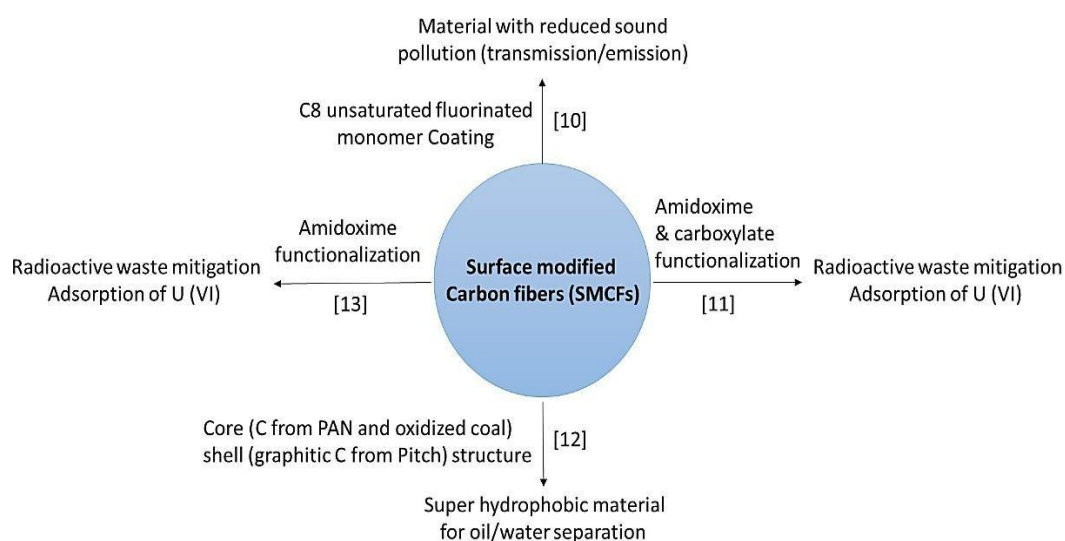 Material with reduced sound
pollution (transmission/emission)
C8 unsaturated fluorinated
monomer Coating
[10]
Amidoxime
functionalization
Radioactive waste mitigation
Adsorption of U (VI)
[13]
Surface modified
Carbon fibers (SMCFs)
Amidoxime
& carboxylate
functionalization
[11]
Radioactive waste mitigation
Adsorption of U (VI)
Core (C from PAN and oxidized coal)
shell (graphitic C from Pitch) structure
[12]
Super hydrophobic material
for oil/water separation